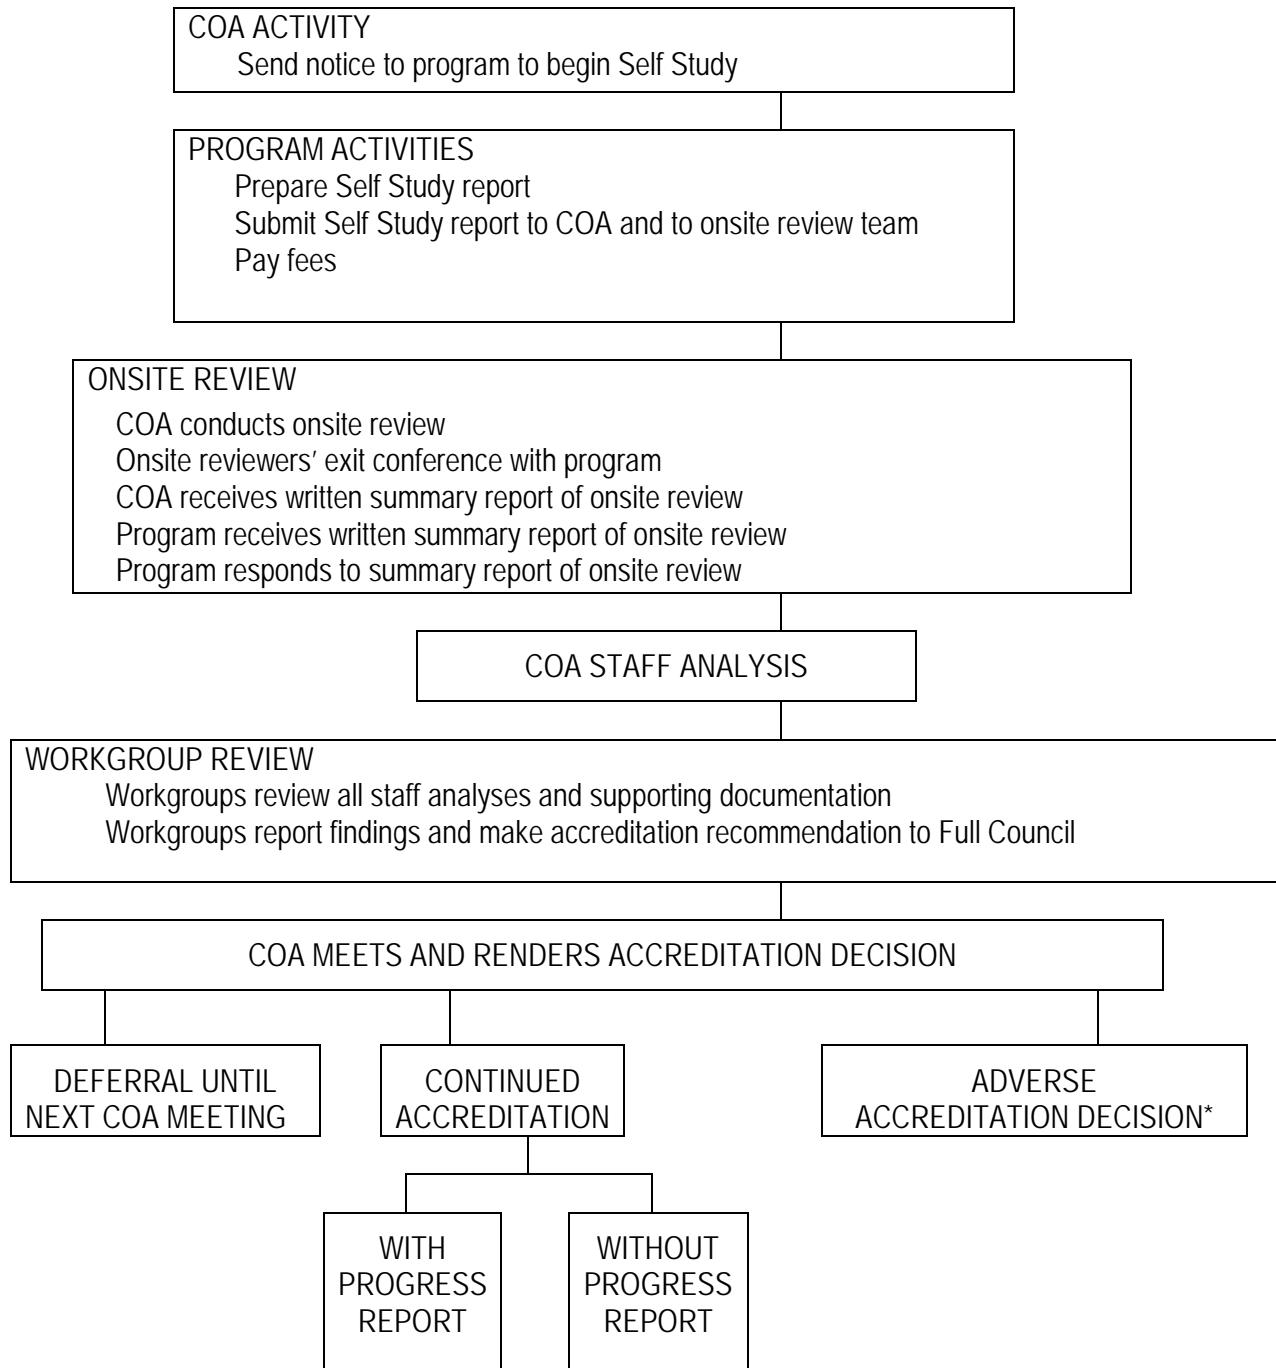 COA ACTIVITY
Send notice to program to begin Self Study
PROGRAM ACTIVITIES
Prepare Self Study report
Submit Self Study report to COA and to onsite review team
Pay fees
ONSITE REVIEW
COA conducts onsite review
Onsite reviewers’ exit conference with program
COA receives written summary report of onsite review
Program receives written summary report of onsite review
Program responds to summary report of onsite review
COA STAFF ANALYSIS
WORKGROUP REVIEW
Workgroups review all staff analyses and supporting documentation
Workgroups report findings and make accreditation recommendation to Full Council
COA MEETS AND RENDERS ACCREDITATION DECISION
DEFERRAL UNTIL
NEXT COA MEETING
CONTINUED
ACCREDITATION
ADVERSE
ACCREDITATION DECISION*
WITH
PROGRESS
REPORT
WITHOUT
PROGRESS
REPORT